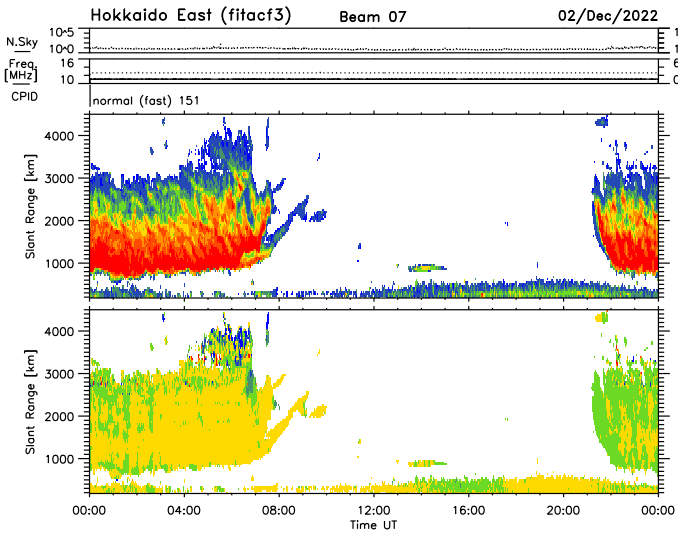 Hokkaido East (fitacf3) Beam 07 02/Dec/2022
N.Sky 10^5 10^0 1 1
Freq. [MHz] 16 10 6 0
CPID normal (fast) 151
Slant Range [km] 4000 3000 2000 1000
Slant Range [km] 4000 3000 2000 1000
00:00 04:00 08:00 12:00 16:00 20:00 00:00
Time UT